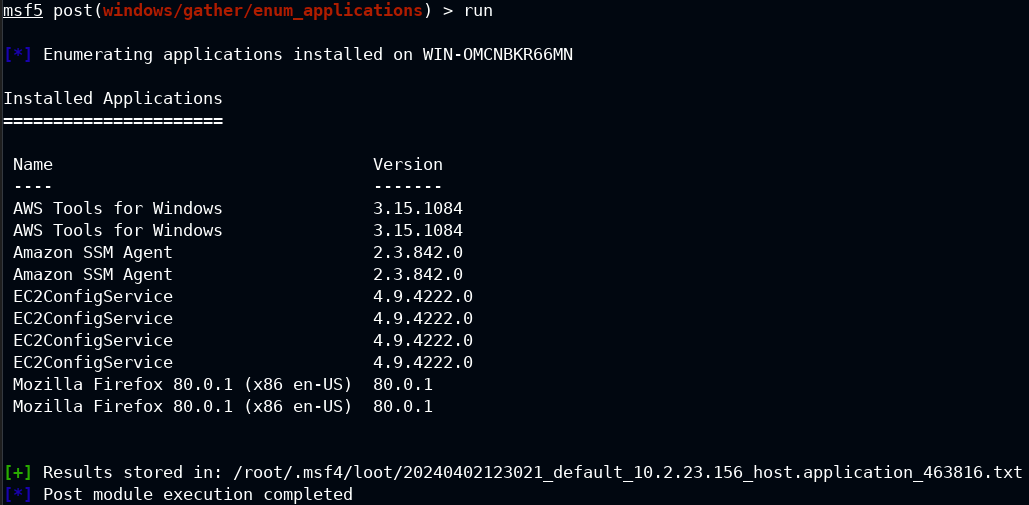 msf5 post(windows/gather/enum_applications) > run
[*] Enumerating applications installed on WIN-OMCNBKR66MN
Installed Applications
======================
Name Version
---- -------
AWS Tools for Windows 3.15.1084
AWS Tools for Windows 3.15.1084
Amazon SSM Agent 2.3.842.0
Amazon SSM Agent 2.3.842.0
EC2ConfigService 4.9.4222.0
EC2ConfigService 4.9.4222.0
EC2ConfigService 4.9.4222.0
EC2ConfigService 4.9.4222.0
Mozilla Firefox 80.0.1 (x86 en-US) 80.0.1
Mozilla Firefox 80.0.1 (x86 en-US) 80.0.1
[+] Results stored in: /root/.msf4/loot/20240402123021_default_10.2.23.156_host.application_463816.txt
[*] Post module execution completed